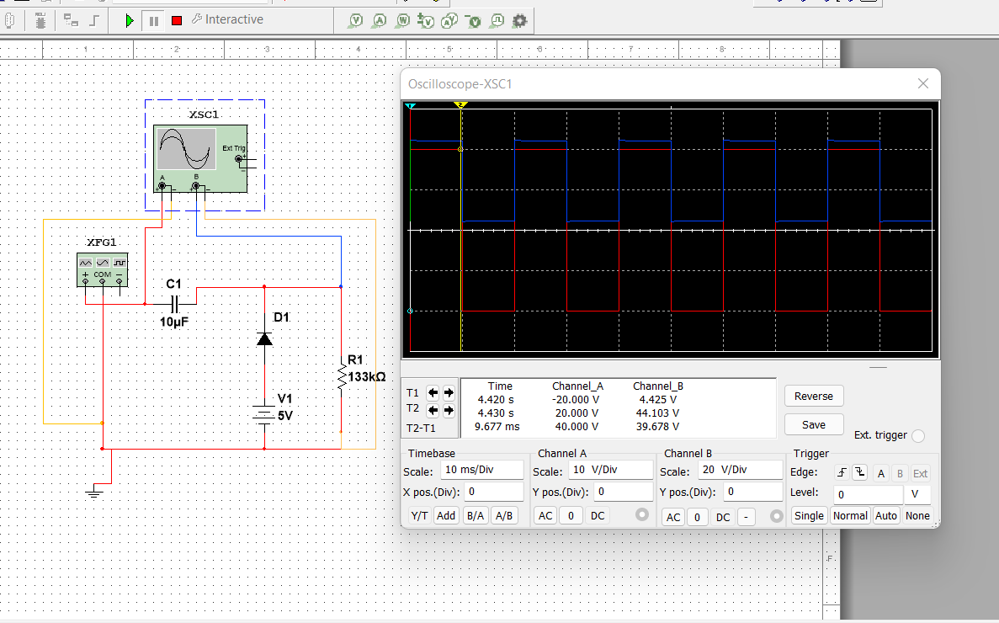 Interactive
V
A
W
V
A
V
1
2
3
4
5
6
7
8
Oscilloscope-XSC1
1
2
XSC1
Ext Trig
+
−
A
B
+ − + −
XFG1
+ COM −
C1
10µF
D1
R1
133kΩ
V1
5V
F
Time Channel_A Channel_B
T1 4.420 s -20.000 V 4.425 V
T2 4.430 s 20.000 V 44.103 V
T2-T1 9.677 ms 40.000 V 39.678 V
Reverse
Save
Ext. trigger
Timebase
Scale: 10 ms/Div
X pos.(Div): 0
Y/T Add B/A A/B
Channel A
Scale: 10 V/Div
Y pos.(Div): 0
AC 0 DC
Channel B
Scale: 20 V/Div
Y pos.(Div): 0
AC 0 DC -
Trigger
Edge: A B Ext
Level: 0 V
Single Normal Auto None